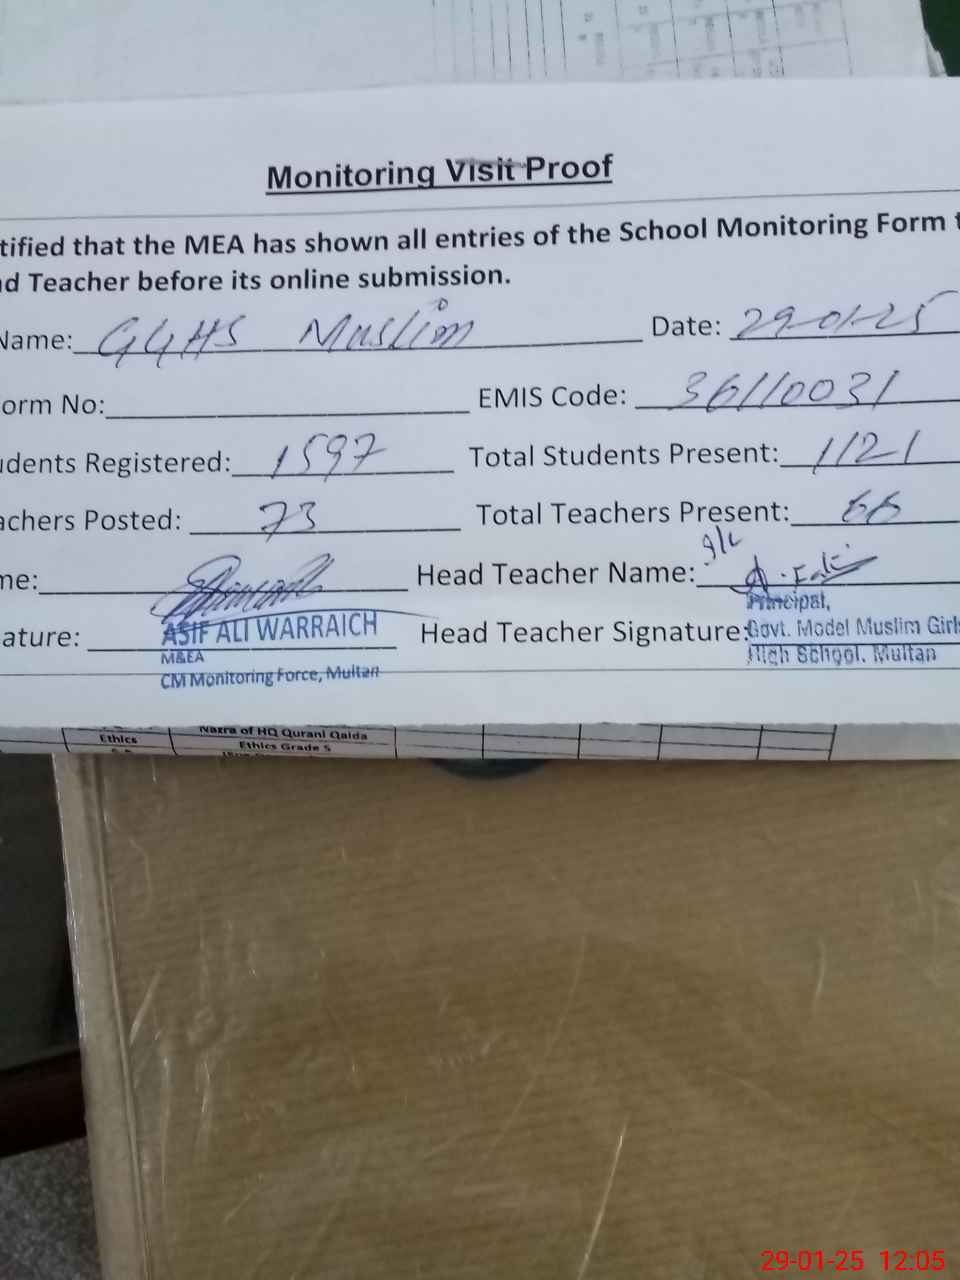 Monitoring Visit Proof
tified that the MEA has shown all entries of the School Monitoring Form t
d Teacher before its online submission.
Name: GGHS Muslim Date: 29-01-25
orm No: EMIS Code: 36110031
udents Registered: 1597 Total Students Present: 1121
achers Posted: 73 Total Teachers Present: 66
me: Head Teacher Name:
ature: ASIF ALI WARRAICH Head Teacher Signature:
M&EA
CM Monitoring Force, Multan
Principal,
Govt. Model Muslim Girls
High School. Multan
Ethics Nazra of HQ Qurani Qaida
Ethics Grade 5
29-01-25 12:05